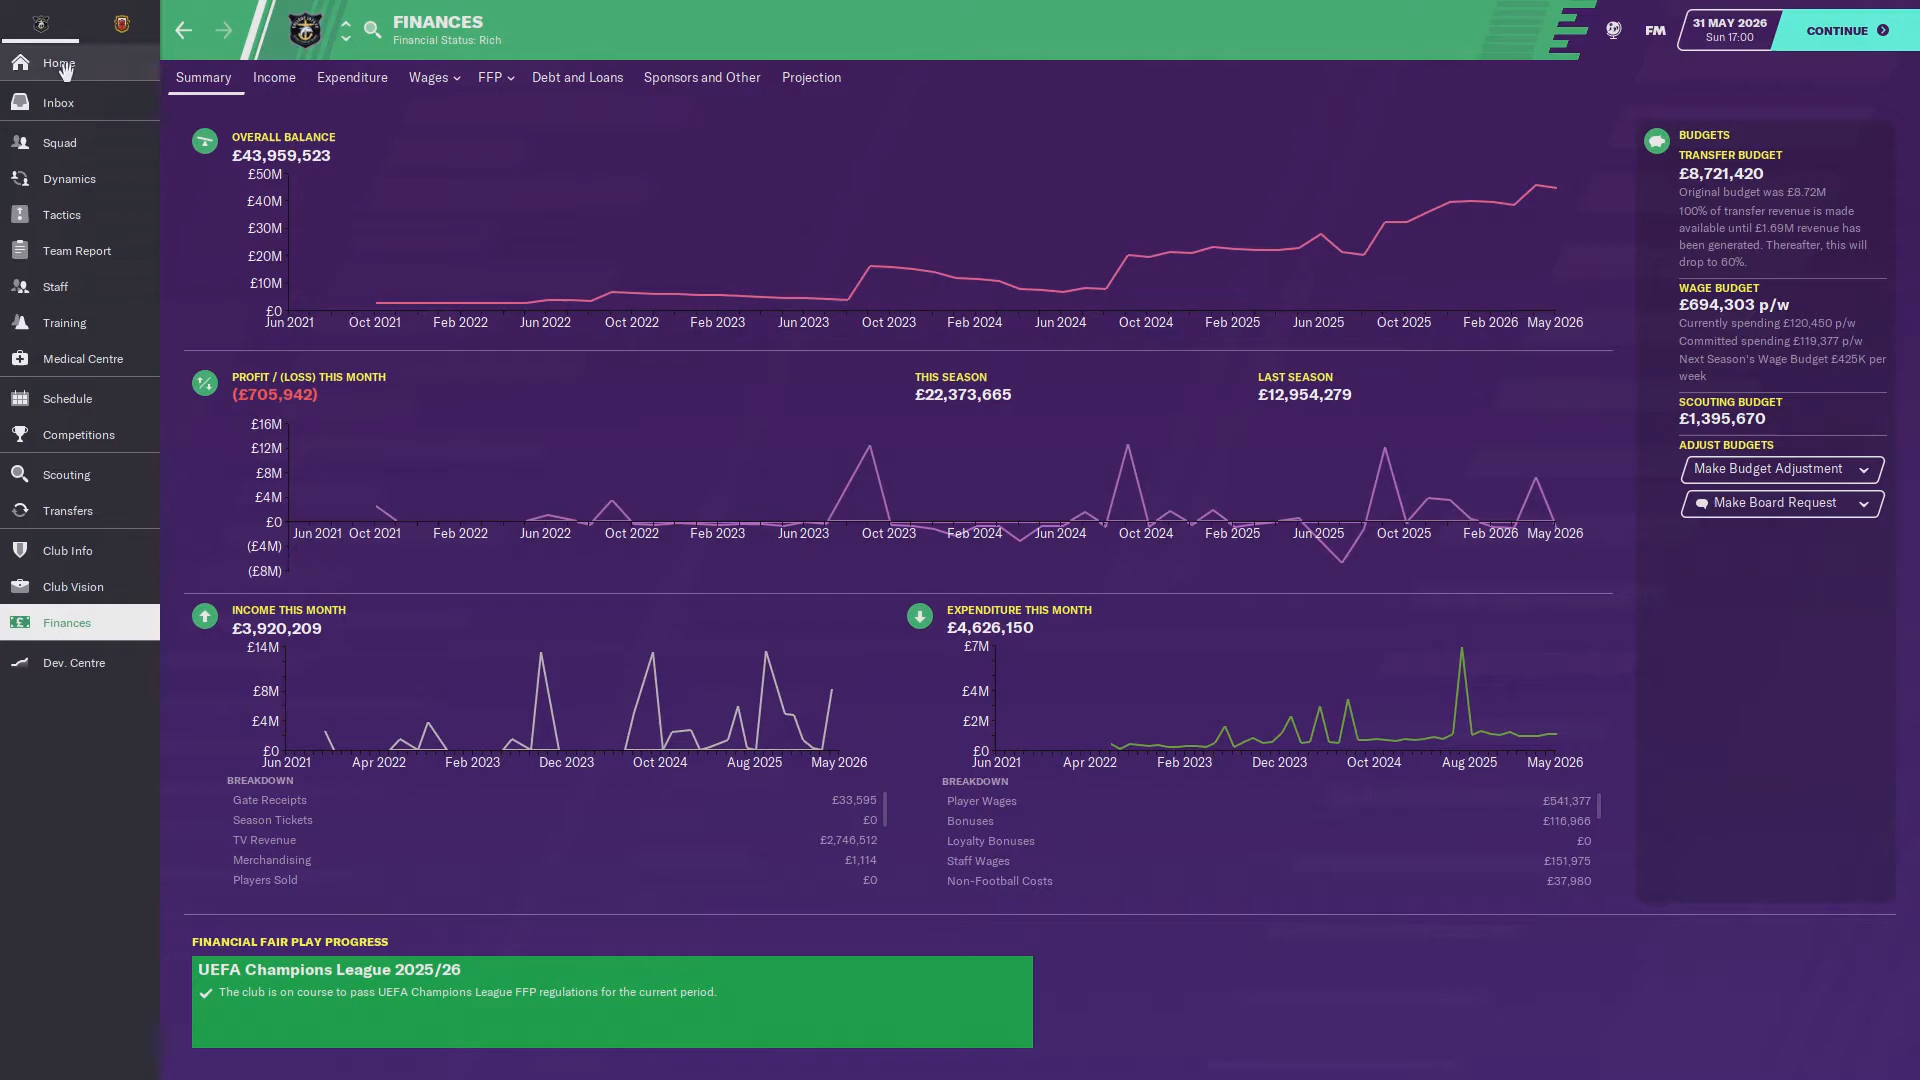 FINANCES
Financial Status: Rich
FM
31 MAY 2026
Sun 17:00
CONTINUE
Home
Inbox
Squad
Dynamics
Tactics
Team Report
Staff
Training
Medical Centre
Schedule
Competitions
Scouting
Transfers
Club Info
Club Vision
Finances
Dev. Centre
Summary Income Expenditure Wages FFP Debt and Loans Sponsors and Other Projection
OVERALL BALANCE
£43,959,523
£50M
£40M
£30M
£20M
£10M
£0
Jun 2021 Oct 2021 Feb 2022 Jun 2022 Oct 2022 Feb 2023 Jun 2023 Oct 2023 Feb 2024 Jun 2024 Oct 2024 Feb 2025 Jun 2025 Oct 2025 Feb 2026 May 2026
PROFIT / (LOSS) THIS MONTH
(£705,942)
THIS SEASON
£22,373,665
LAST SEASON
£12,954,279
£16M
£12M
£8M
£4M
£0
(£4M)
(£8M)
Jun 2021 Oct 2021 Feb 2022 Jun 2022 Oct 2022 Feb 2023 Jun 2023 Oct 2023 Feb 2024 Jun 2024 Oct 2024 Feb 2025 Jun 2025 Oct 2025 Feb 2026 May 2026
INCOME THIS MONTH
£3,920,209
£14M
£8M
£4M
£0
Jun 2021 Apr 2022 Feb 2023 Dec 2023 Oct 2024 Aug 2025 May 2026
BREAKDOWN
Gate Receipts £33,595
Season Tickets £0
TV Revenue £2,746,512
Merchandising £1,114
Players Sold £0
EXPENDITURE THIS MONTH
£4,626,150
£7M
£4M
£2M
£0
Jun 2021 Apr 2022 Feb 2023 Dec 2023 Oct 2024 Aug 2025 May 2026
BREAKDOWN
Player Wages £541,377
Bonuses £116,966
Loyalty Bonuses £0
Staff Wages £151,975
Non-Football Costs £37,980
FINANCIAL FAIR PLAY PROGRESS
UEFA Champions League 2025/26
The club is on course to pass UEFA Champions League FFP regulations for the current period.
BUDGETS
TRANSFER BUDGET
£8,721,420
Original budget was £8.72M
100% of transfer revenue is made
available until £1.69M revenue has
been generated. Thereafter, this will
drop to 60%.
WAGE BUDGET
£694,303 p/w
Currently spending £120,450 p/w
Committed spending £119,377 p/w
Next Season's Wage Budget £425K per
week
SCOUTING BUDGET
£1,395,670
ADJUST BUDGETS
Make Budget Adjustment
Make Board Request